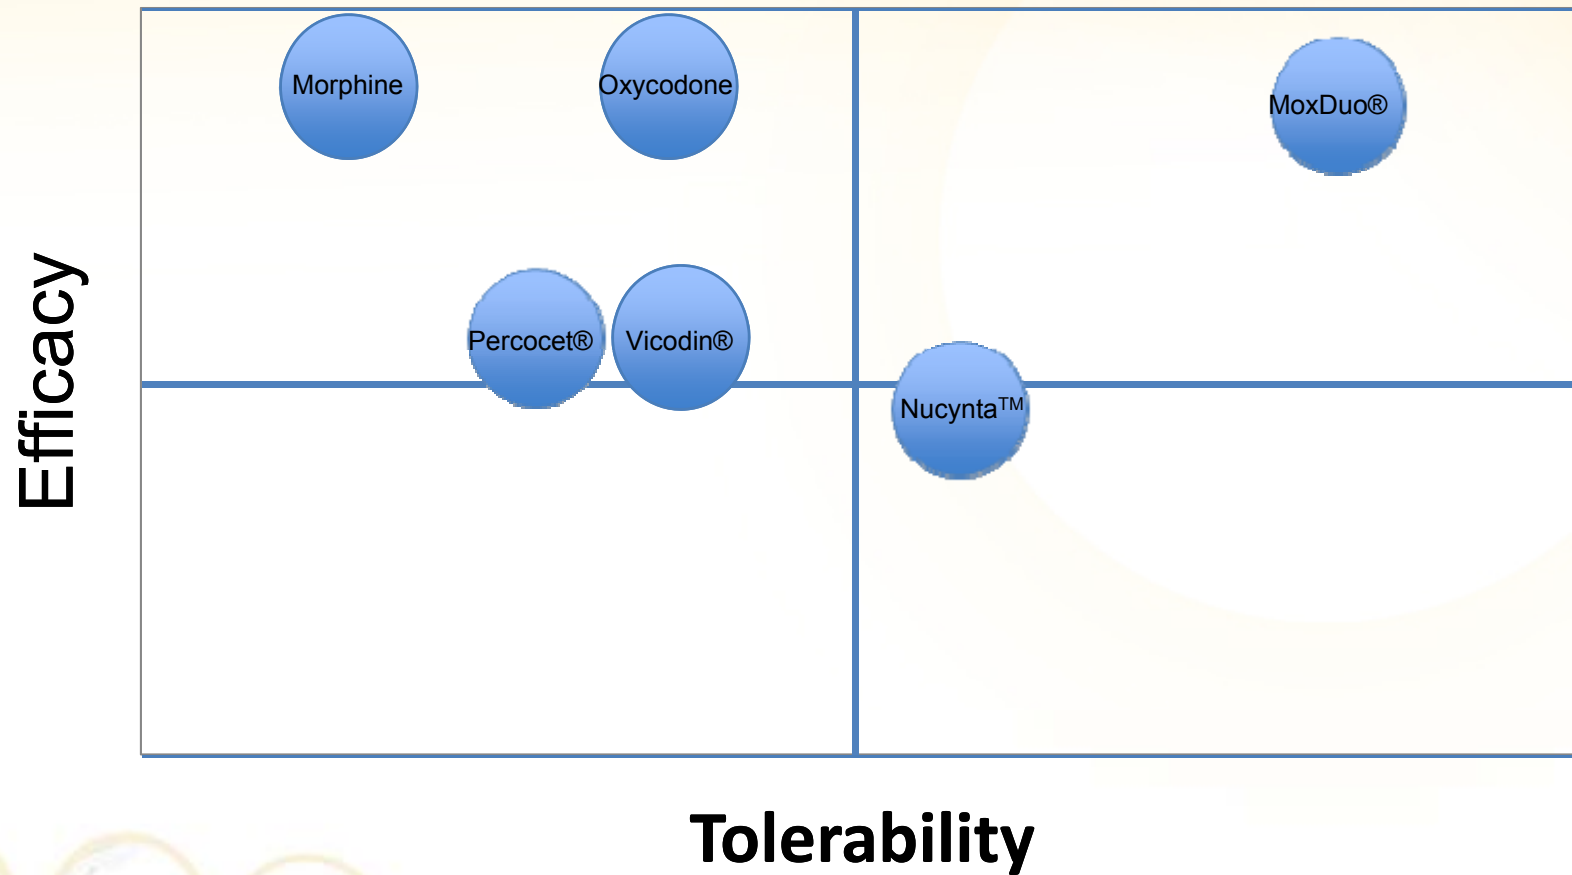 Morphine
Oxycodone
MoxDuo®
Efficacy
Percocet®
Vicodin®
Nucynta™
Tolerability